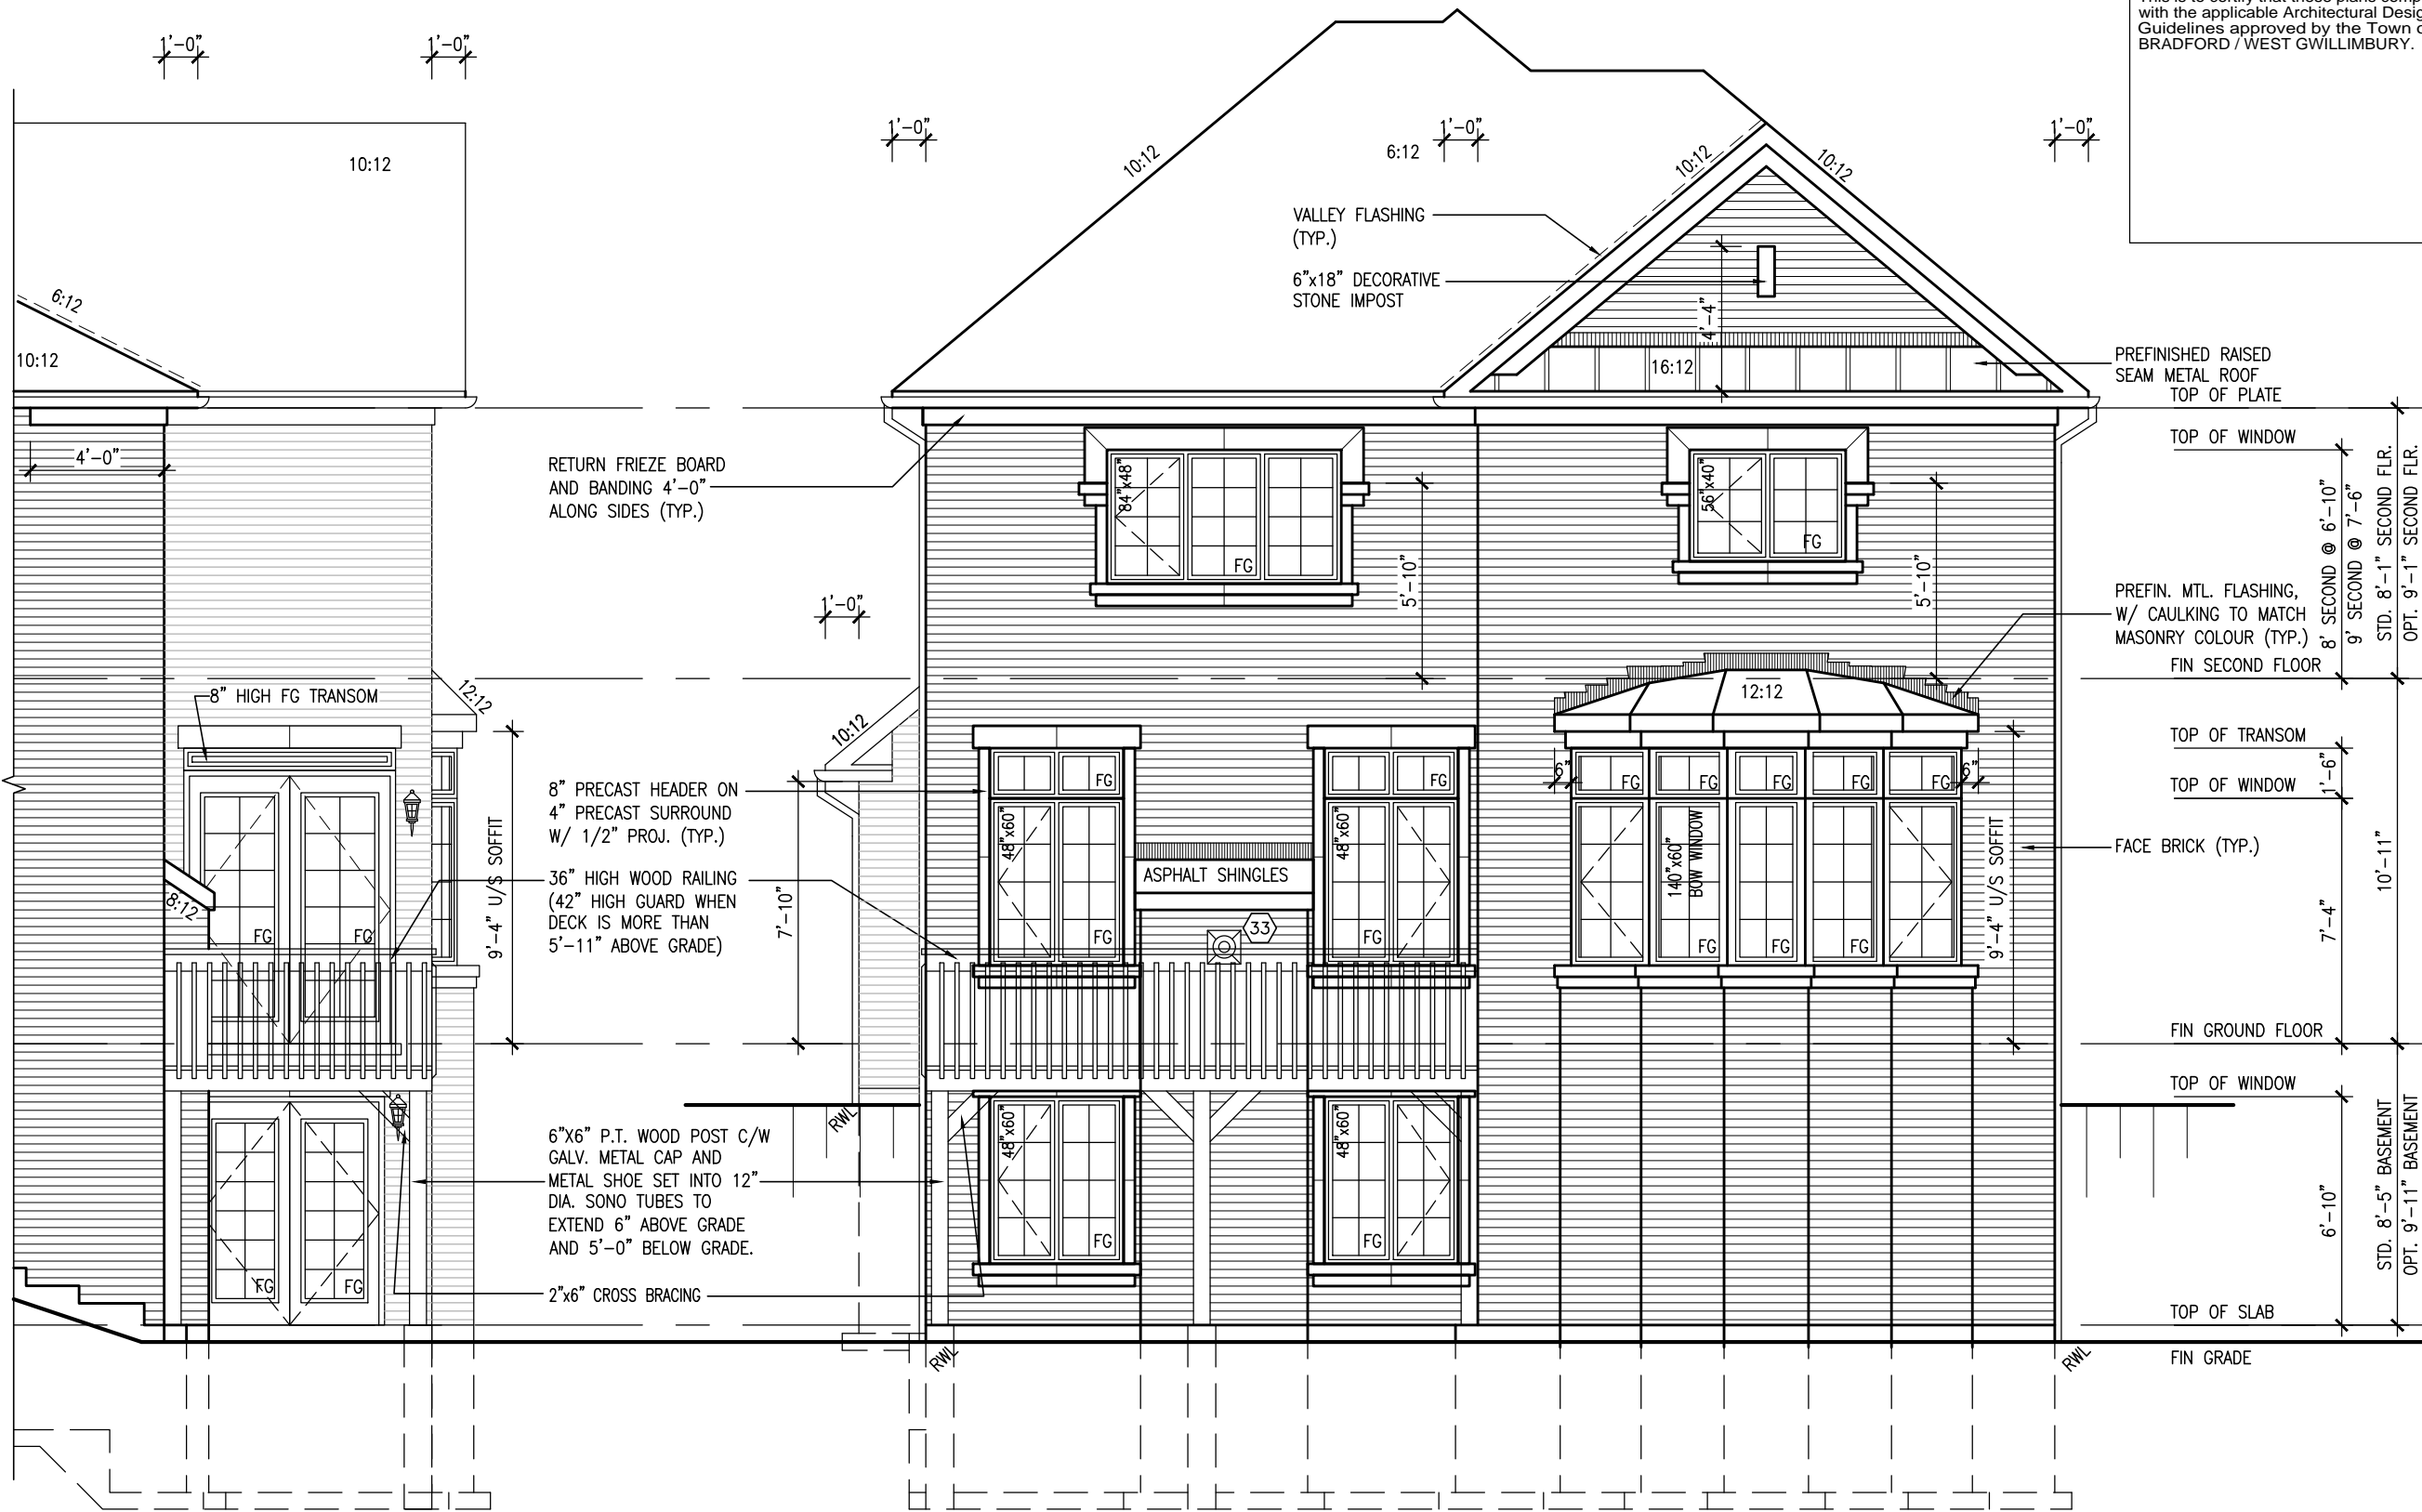 This is to certify that these plans comp
with the applicable Architectural Desig
Guidelines approved by the Town o
BRADFORD / WEST GWILLIMBURY.
1'-0"
1'-0"
1'-0"
1'-0"
1'-0"
10:12
10:12
6:12
10:12
10:12
6:12
10:12
VALLEY FLASHING
(TYP.)
6"x18" DECORATIVE
STONE IMPOST
4'-4"
16:12
PREFINISHED RAISED
SEAM METAL ROOF
TOP OF PLATE
TOP OF WINDOW
4'-0"
RETURN FRIEZE BOARD
AND BANDING 4'-0"
ALONG SIDES (TYP.)
84"x48"
FG
5'-10"
56"x40"
FG
5'-10"
8' SECOND @ 6'-10"
9' SECOND @ 7'-6"
STD. 8'-1" SECOND FLR.
OPT. 9'-1" SECOND FLR.
PREFIN. MTL. FLASHING,
W/ CAULKING TO MATCH
MASONRY COLOUR (TYP.)
FIN SECOND FLOOR
1'-0"
8" HIGH FG TRANSOM
12:12
10:12
12:12
TOP OF TRANSOM
1'-6"
TOP OF WINDOW
8" PRECAST HEADER ON
4" PRECAST SURROUND
W/ 1/2" PROJ. (TYP.)
FG
FG
6"
FG
FG
FG
FG
FG
6"
48"x60"
48"x60"
140"x60"
BOW WINDOW
9'-4" U/S SOFFIT
7'-10"
9'-4" U/S SOFFIT
FACE BRICK (TYP.)
10'-11"
7'-4"
36" HIGH WOOD RAILING
(42" HIGH GUARD WHEN
DECK IS MORE THAN
5'-11" ABOVE GRADE)
ASPHALT SHINGLES
33
8:12
FG
FG
FG
FG
FG
FG
FG
FIN GROUND FLOOR
TOP OF WINDOW
RWL
6"X6" P.T. WOOD POST C/W
GALV. METAL CAP AND
METAL SHOE SET INTO 12"
DIA. SONO TUBES TO
EXTEND 6" ABOVE GRADE
AND 5'-0" BELOW GRADE.
48"x60"
FG
48"x60"
FG
6'-10"
STD. 8'-5" BASEMENT
OPT. 9'-11" BASEMENT
FG
FG
2"x6" CROSS BRACING
TOP OF SLAB
RWL
RWL
FIN GRADE